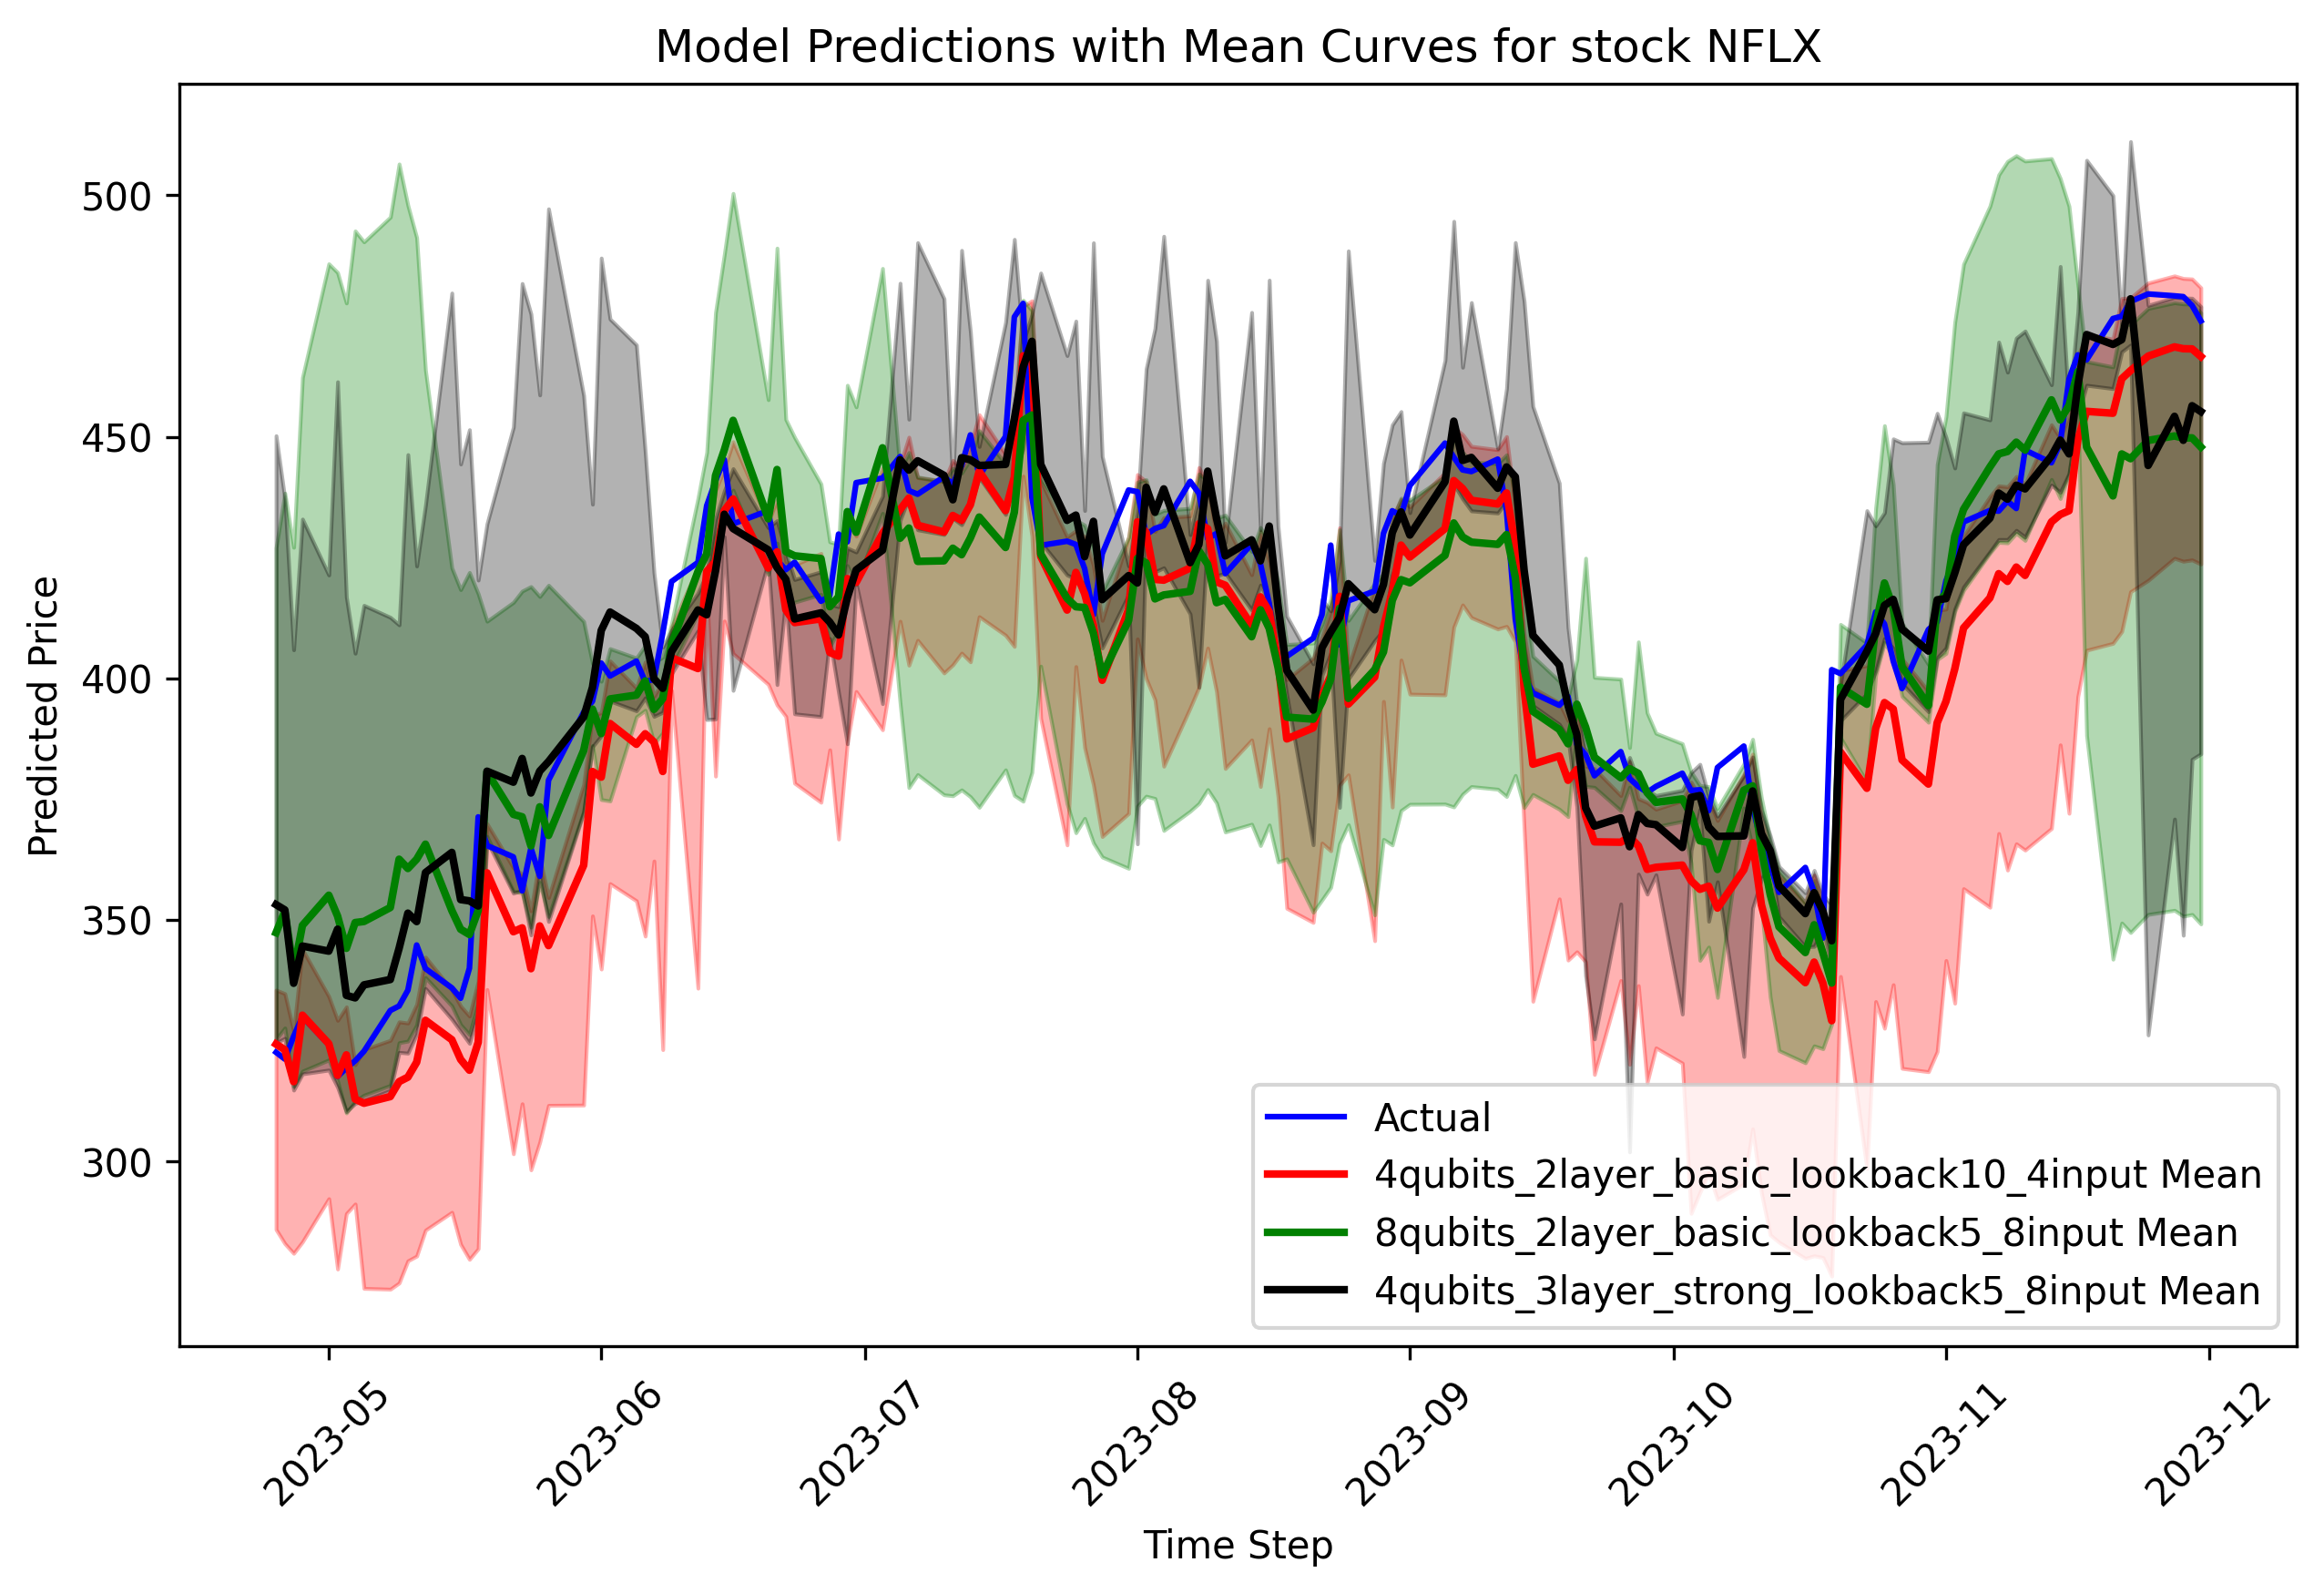 Model Predictions with Mean Curves for stock NFLX
Predicted Price
500
450
400
350
300
Actual
4qubits_2layer_basic_lookback10_4input Mean
8qubits_2layer_basic_lookback5_8input Mean
4qubits_3layer_strong_lookback5_8input Mean
2023-05
2023-06
2023-07
2023-08
2023-09
2023-10
2023-11
2023-12
Time Step